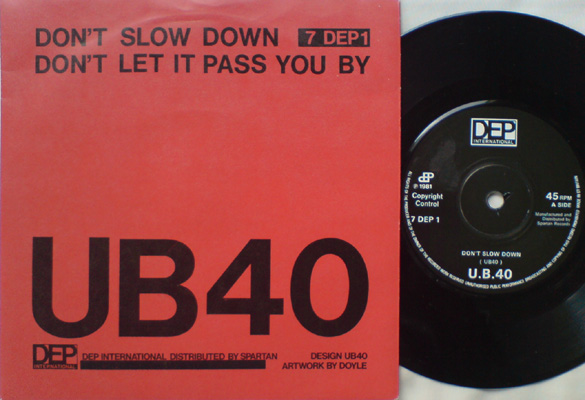 DON'T SLOW DOWN 7 DEP1
DON'T LET IT PASS YOU BY
UB40
DEP
INTERNATIONAL
DEP INTERNATIONAL DISTRIBUTED BY SPARTAN
DESIGN UB40
ARTWORK BY DOYLE
DEP
INTERNATIONAL
℗ 1981
Copyright
Control
7 DEP 1
45 RPM
A SIDE
Manufactured and
Distributed by
Spartan Records
DON'T SLOW DOWN
( UB40 )
U.B.40